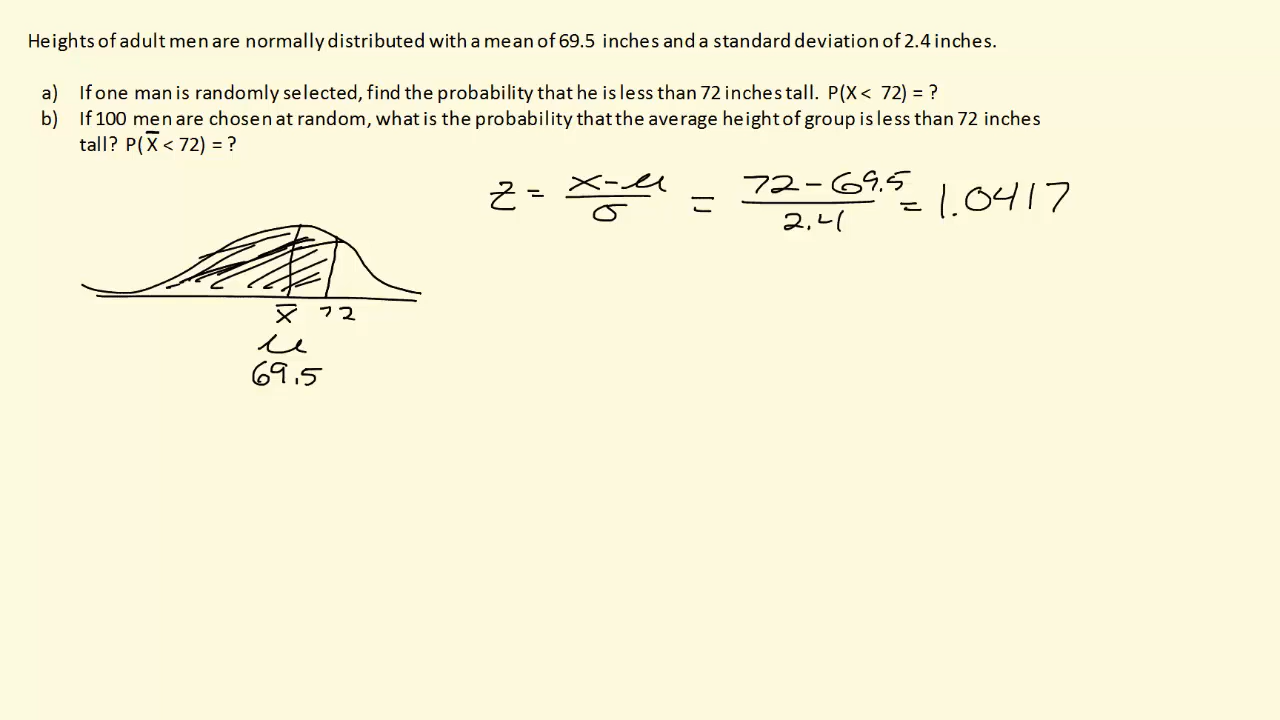 Heights of adult men are normally distributed with a mean of 69.5 inches and a standard deviation of 2.4 inches.
a) If one man is randomly selected, find the probability that he is less than 72 inches tall. P(X < 72) = ?
b) If 100 men are chosen at random, what is the probability that the average height of group is less than 72 inches
tall? P( X̅ < 72) = ?
z = (x - μ)/σ = (72 - 69.5)/2.4 = 1.0417
x̅ 72
μ
69.5